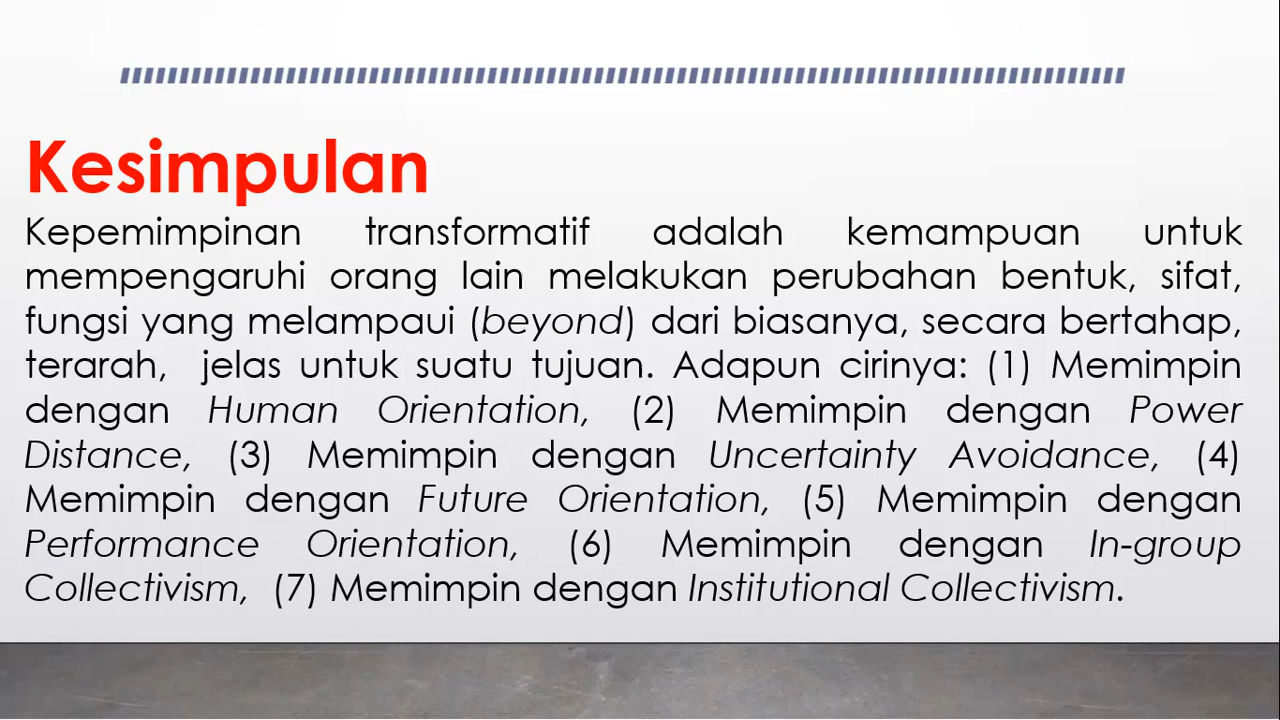 Kesimpulan
Kepemimpinan transformatif adalah kemampuan untuk
mempengaruhi orang lain melakukan perubahan bentuk, sifat,
fungsi yang melampaui (beyond) dari biasanya, secara bertahap,
terarah, jelas untuk suatu tujuan. Adapun cirinya: (1) Memimpin
dengan Human Orientation, (2) Memimpin dengan Power
Distance, (3) Memimpin dengan Uncertainty Avoidance, (4)
Memimpin dengan Future Orientation, (5) Memimpin dengan
Performance Orientation, (6) Memimpin dengan In-group
Collectivism, (7) Memimpin dengan Institutional Collectivism.